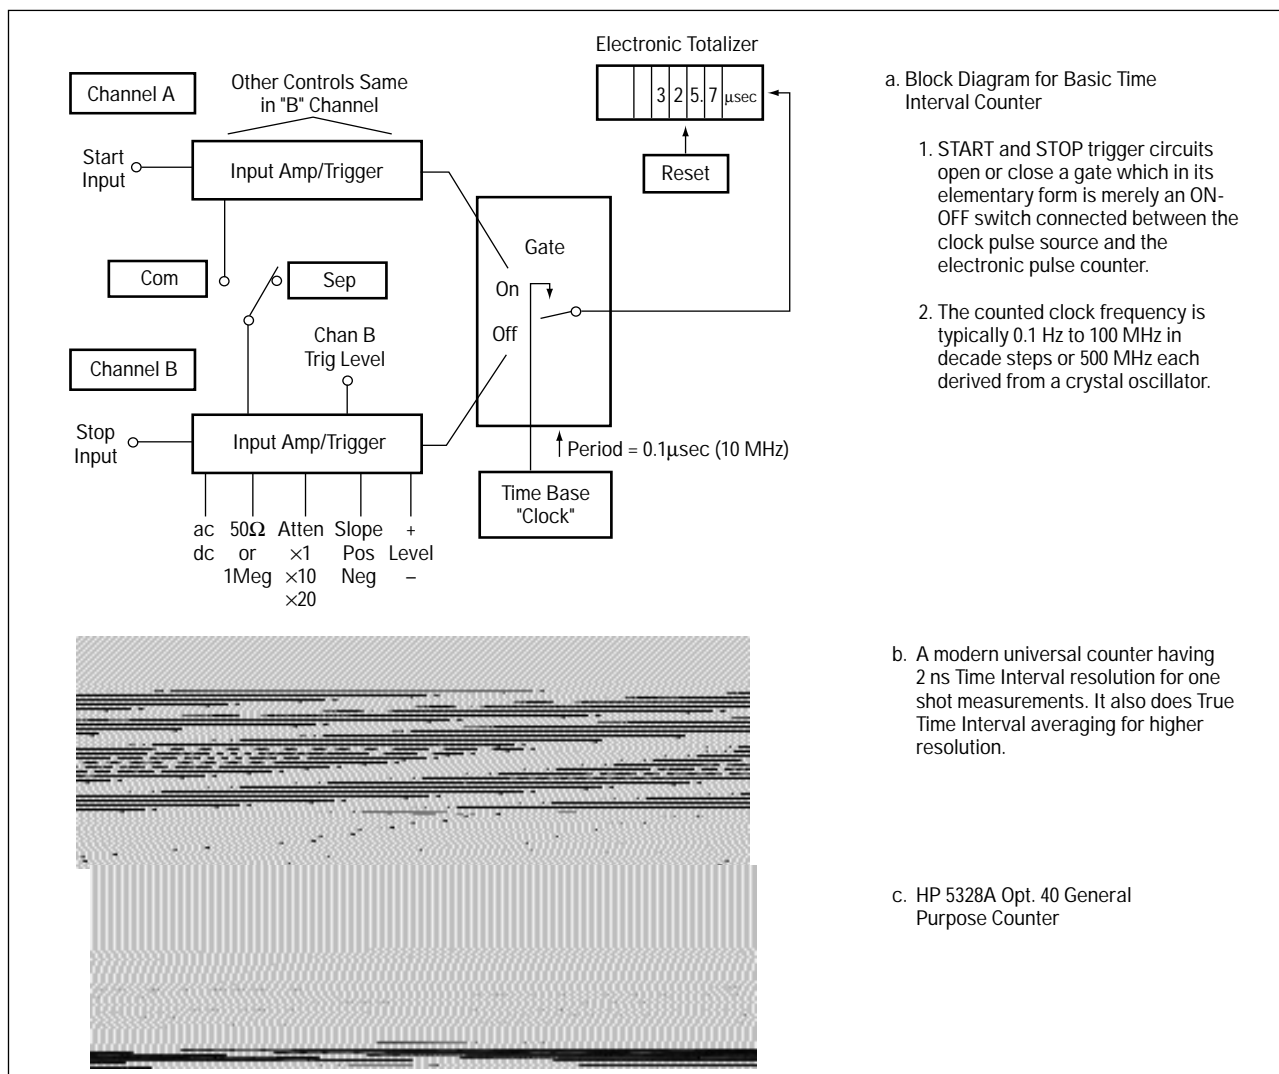 Electronic Totalizer
3 2 5. 7 µsec
Reset
Channel A
Other Controls Same
in "B" Channel
Start
Input
Input Amp/Trigger
Com
Sep
Gate
On
Off
Chan B
Trig Level
Channel B
Stop
Input
Input Amp/Trigger
Period = 0.1µsec (10 MHz)
Time Base
"Clock"
ac
dc
50Ω
or
1Meg
Atten
×1
×10
×20
Slope
Pos
Neg
+
Level
–
a. Block Diagram for Basic Time
Interval Counter
1. START and STOP trigger circuits
open or close a gate which in its
elementary form is merely an ON-
OFF switch connected between the
clock pulse source and the
electronic pulse counter.
2. The counted clock frequency is
typically 0.1 Hz to 100 MHz in
decade steps or 500 MHz each
derived from a crystal oscillator.
b. A modern universal counter having
2 ns Time Interval resolution for one
shot measurements. It also does True
Time Interval averaging for higher
resolution.
c. HP 5328A Opt. 40 General
Purpose Counter